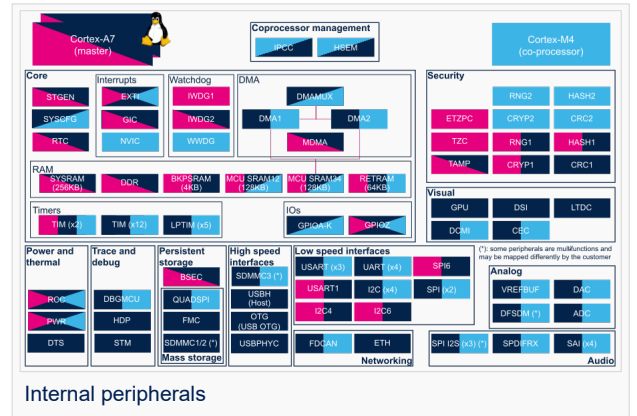 Cortex-A7
(master)
Coprocessor management
IPCC
HSEM
Cortex-M4
(co-processor)
Core
STGEN
SYSCFG
RTC
Interrupts
EXTI
GIC
NVIC
Watchdog
IWDG1
IWDG2
WWDG
DMA
DMAMUX
DMA1
DMA2
MDMA
Security
RNG2
HASH2
ETZPC
CRYP2
CRC2
TZC
RNG1
HASH1
TAMP
CRYP1
CRC1
RAM
SYSRAM
(256KB)
DDR
BKPSRAM
(4KB)
MCU SRAM12
(128KB)
MCU SRAM34
(128KB)
RETRAM
(64KB)
Visual
GPU
DSI
LTDC
DCMI
CEC
Timers
TIM (x2)
TIM (x12)
LPTIM (x5)
IOs
GPIOA-K
GPIOZ
(*): some peripherals are multifunctions and
may be mapped differently by the customer
Power and
thermal
RCC
PWR
DTS
Trace and
debug
DBGMCU
HDP
STM
Persistent
storage
BSEC
QUADSPI
FMC
SDMMC1/2 (*)
Mass storage
High speed
interfaces
SDMMC3 (*)
USBH
(Host)
OTG
(USB OTG)
USBPHYC
Low speed interfaces
USART (x3)
UART (x4)
SPI6
USART1
I2C (x4)
SPI (x2)
I2C4
I2C6
FDCAN
ETH
Networking
Analog
VREFBUF
DAC
DFSDM (*)
ADC
SPI I2S (x3) (*)
SPDIFRX
SAI (x4)
Audio
Internal peripherals